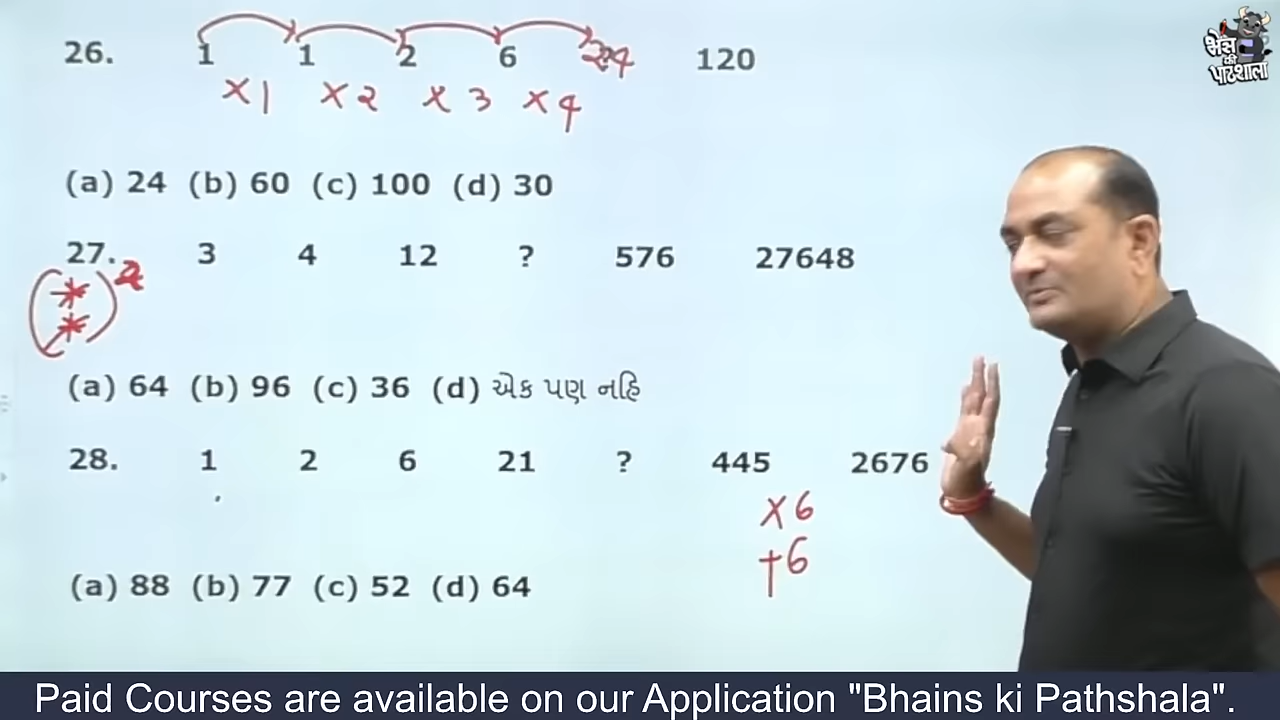 26. 1 1 2 6 24 120
×1 ×2 ×3 ×4
(a) 24 (b) 60 (c) 100 (d) 30
27. 3 4 12 ? 576 27648
(a) 64 (b) 96 (c) 36 (d) એક પણ નહિ
28. 1 2 6 21 ? 445 2676
×6
+6
(a) 88 (b) 77 (c) 52 (d) 64
भैंस की पाठशाला
Paid Courses are available on our Application "Bhains ki Pathshala".